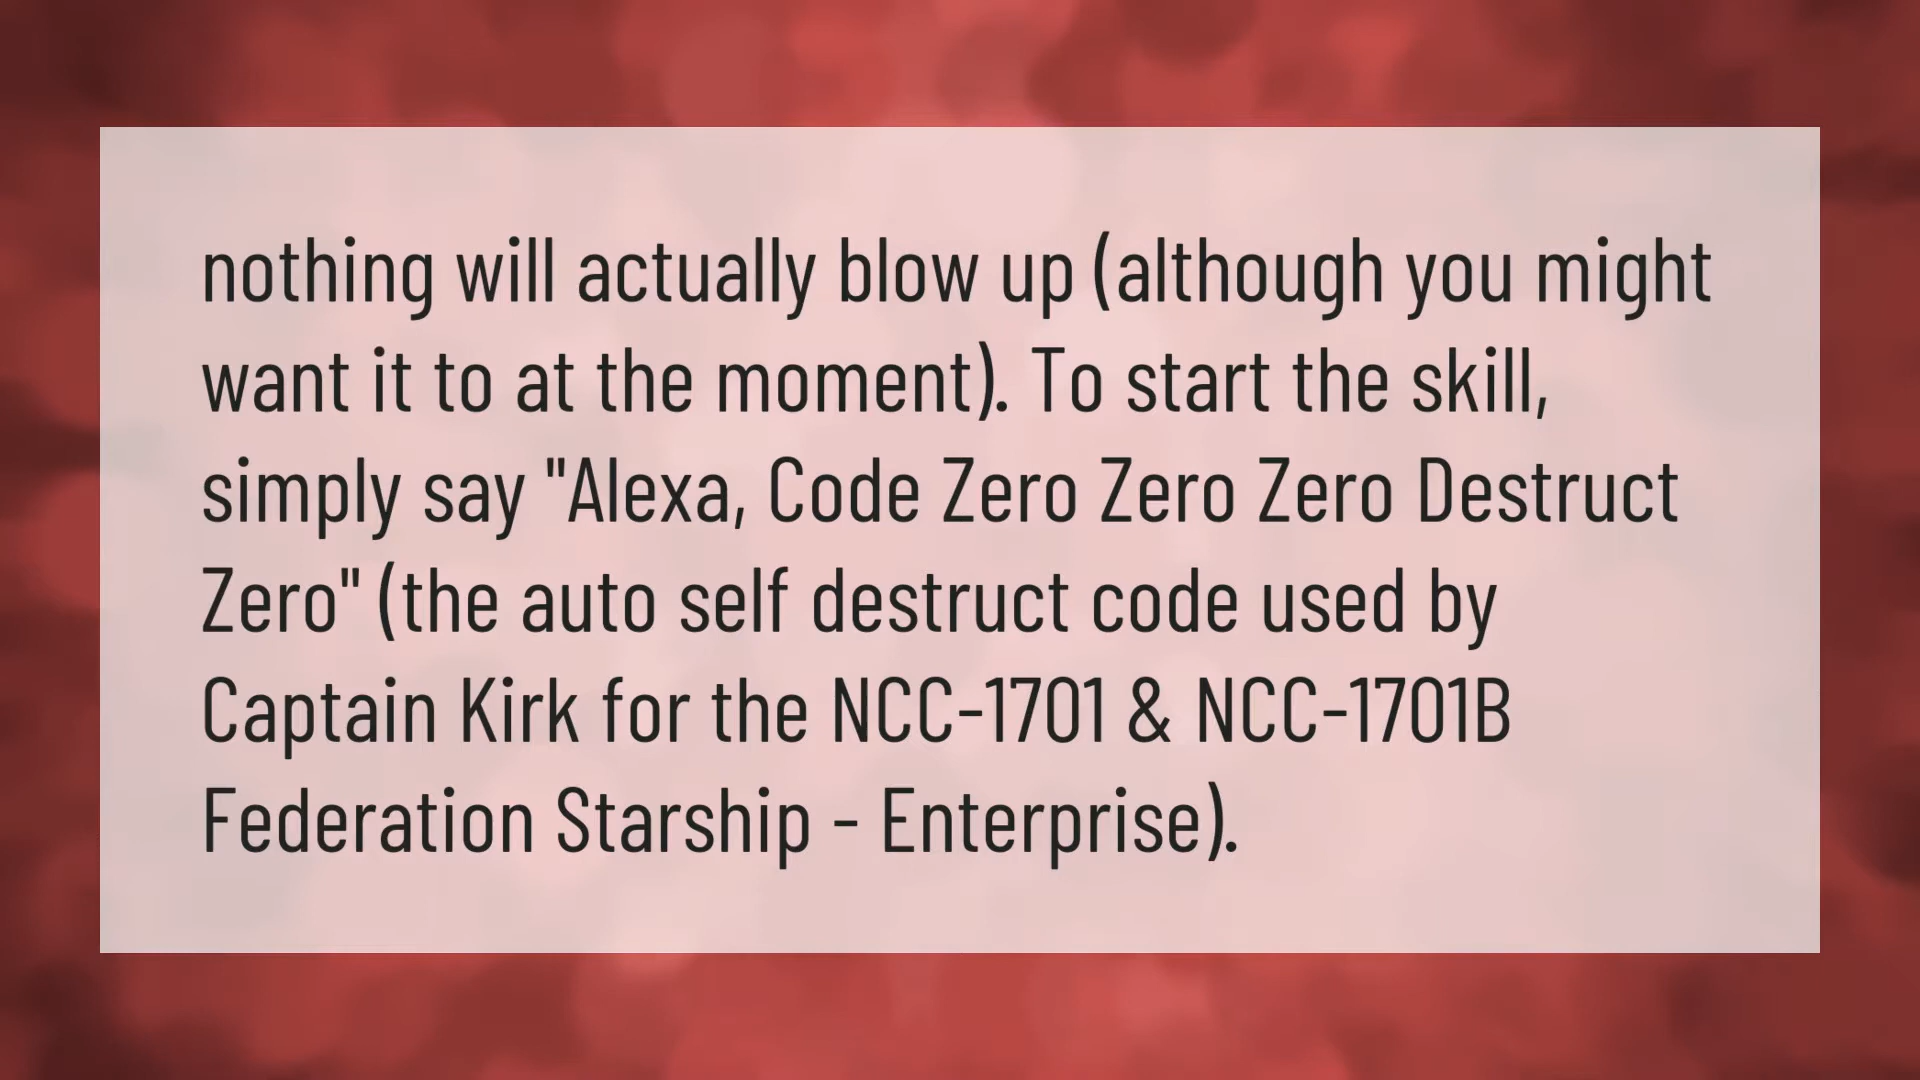 nothing will actually blow up (although you might
want it to at the moment). To start the skill,
simply say "Alexa, Code Zero Zero Zero Destruct
Zero" (the auto self destruct code used by
Captain Kirk for the NCC-1701 & NCC-1701B
Federation Starship - Enterprise).